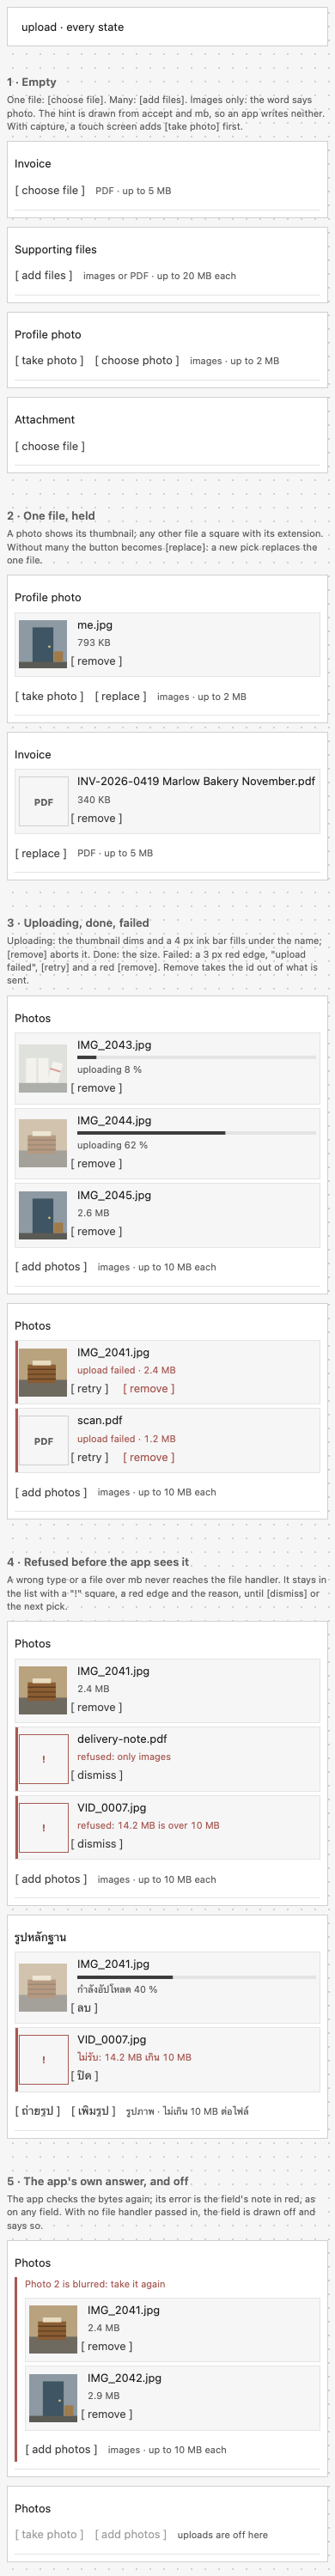 upload · every state
1 · Empty
One file: [choose file]. Many: [add files]. Images only: the word says
photo. The hint is drawn from accept and mb, so an app writes neither.
With capture, a touch screen adds [take photo] first.
Invoice
[ choose file ] PDF · up to 5 MB
Supporting files
[ add files ] images or PDF · up to 20 MB each
Profile photo
[ take photo ] [ choose photo ] images · up to 2 MB
Attachment
[ choose file ]
2 · One file, held
A photo shows its thumbnail; any other file a square with its extension.
Without many the button becomes [replace]: a new pick replaces the
one file.
Profile photo
me.jpg
793 KB
[ remove ]
[ take photo ] [ replace ] images · up to 2 MB
Invoice
PDF
INV-2026-0419 Marlow Bakery November.pdf
340 KB
[ remove ]
[ replace ] PDF · up to 5 MB
3 · Uploading, done, failed
Uploading: the thumbnail dims and a 4 px ink bar fills under the name;
[remove] aborts it. Done: the size. Failed: a 3 px red edge, "upload
failed", [retry] and a red [remove]. Remove takes the id out of what is
sent.
Photos
IMG_2043.jpg
uploading 8 %
[ remove ]
IMG_2044.jpg
uploading 62 %
[ remove ]
IMG_2045.jpg
2.6 MB
[ remove ]
[ add photos ] images · up to 10 MB each
Photos
IMG_2041.jpg
upload failed · 2.4 MB
[ retry ] [ remove ]
PDF
scan.pdf
upload failed · 1.2 MB
[ retry ] [ remove ]
[ add photos ] images · up to 10 MB each
4 · Refused before the app sees it
A wrong type or a file over mb never reaches the file handler. It stays in
the list with a "!" square, a red edge and the reason, until [dismiss] or
the next pick.
Photos
IMG_2041.jpg
2.4 MB
[ remove ]
!
delivery-note.pdf
refused: only images
[ dismiss ]
!
VID_0007.jpg
refused: 14.2 MB is over 10 MB
[ dismiss ]
[ add photos ] images · up to 10 MB each
รูปหลักฐาน
IMG_2041.jpg
กำลังอัปโหลด 40 %
[ ลบ ]
!
VID_0007.jpg
ไม่รับ: 14.2 MB เกิน 10 MB
[ ปิด ]
[ ถ่ายรูป ] [ เพิ่มรูป ] รูปภาพ · ไม่เกิน 10 MB ต่อไฟล์
5 · The app's own answer, and off
The app checks the bytes again; its error is the field's note in red, as
on any field. With no file handler passed in, the field is drawn off and
says so.
Photos
Photo 2 is blurred: take it again
IMG_2041.jpg
2.4 MB
[ remove ]
IMG_2042.jpg
2.9 MB
[ remove ]
[ add photos ] images · up to 10 MB each
Photos
[ take photo ] [ add photos ] uploads are off here